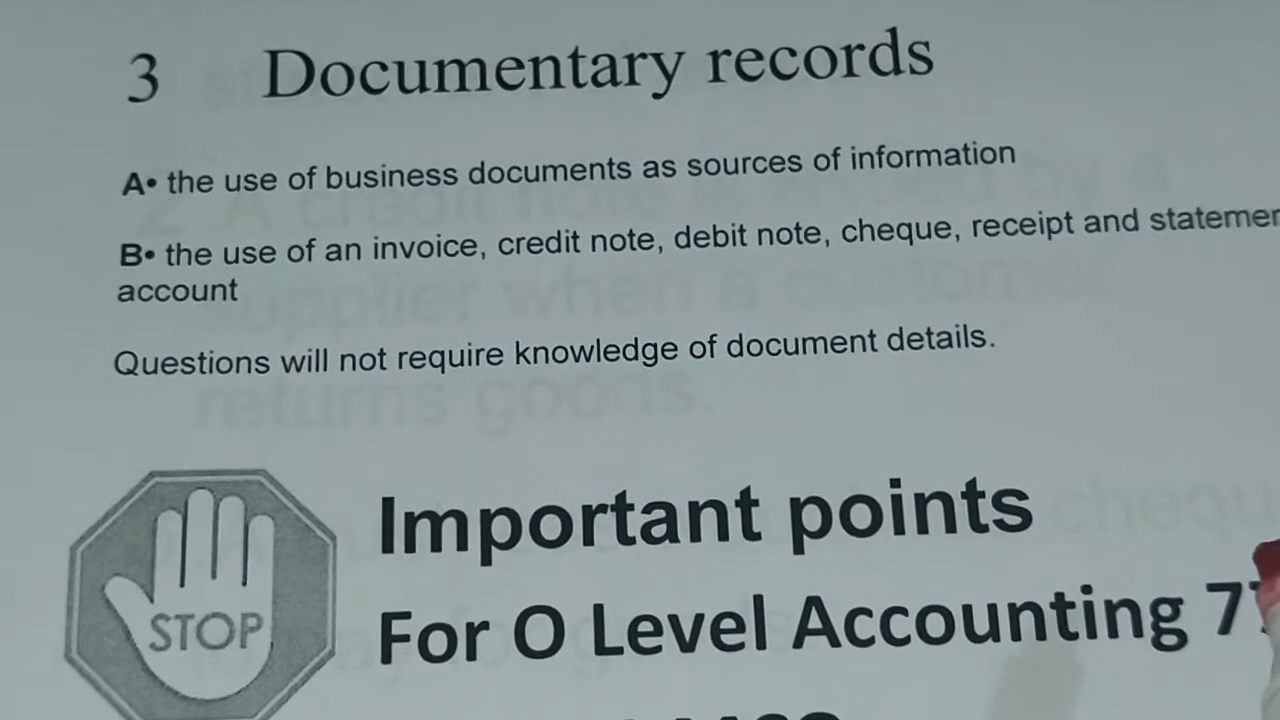 3 Documentary records
A• the use of business documents as sources of information
B• the use of an invoice, credit note, debit note, cheque, receipt and
account
Questions will not require knowledge of document details.
STOP
Important points
For O Level Accounting